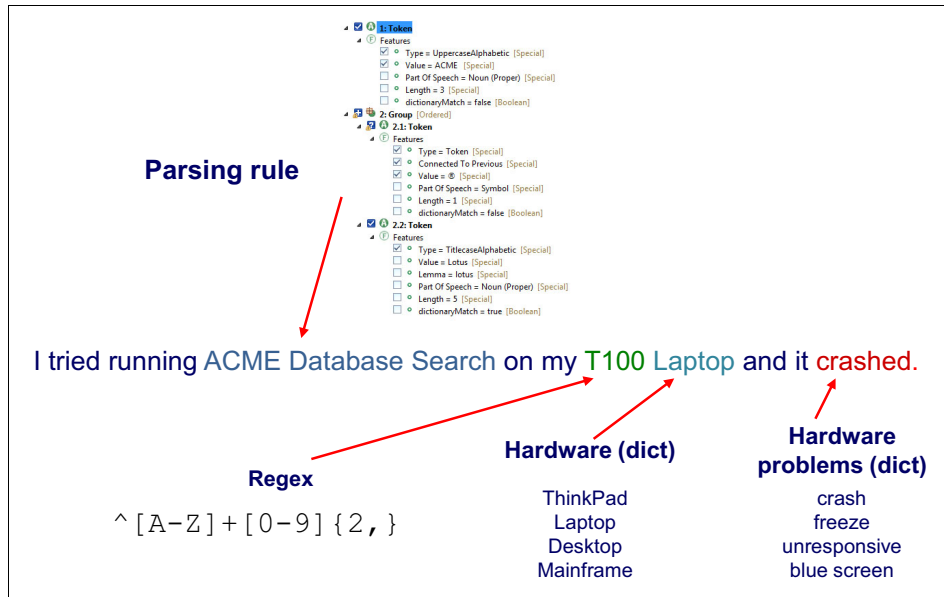 1: Token
Features
Type = UppercaseAlphabetic [Special]
Value = ACME [Special]
Part Of Speech = Noun (Proper) [Special]
Length = 3 [Special]
dictionaryMatch = false [Boolean]
2: Group [Ordered]
2.1: Token
Features
Type = Token [Special]
Connected To Previous [Special]
Value = ® [Special]
Part Of Speech = Symbol [Special]
Length = 1 [Special]
dictionaryMatch = false [Boolean]
2.2: Token
Features
Type = TitlecaseAlphabetic [Special]
Value = Lotus [Special]
Lemma = lotus [Special]
Part Of Speech = Noun (Proper) [Special]
Length = 5 [Special]
dictionaryMatch = true [Boolean]
Parsing rule
I tried running ACME Database Search on my T100 Laptop and it crashed.
Regex
^[A-Z]+[0-9]{2,}
Hardware (dict)
ThinkPad
Laptop
Desktop
Mainframe
Hardware
problems (dict)
crash
freeze
unresponsive
blue screen